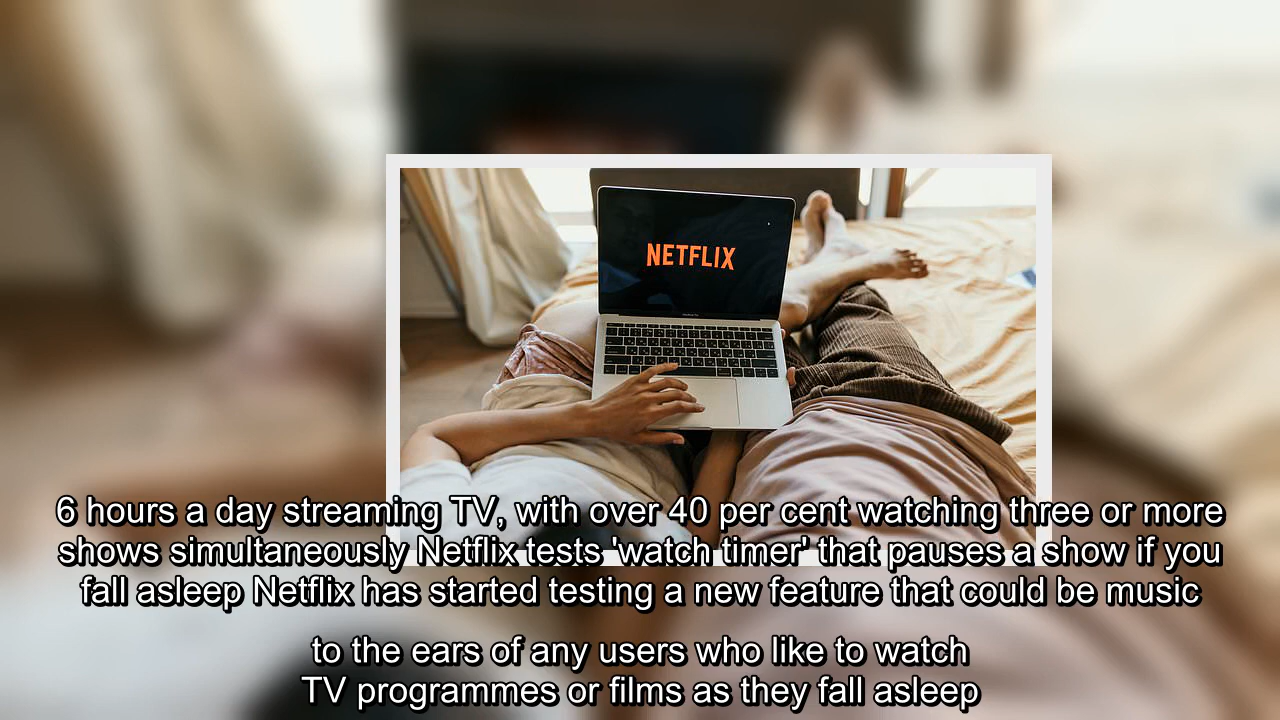 NETFLIX
6 hours a day streaming TV, with over 40 per cent watching three or more
shows simultaneously Netflix tests 'watch timer' that pauses a show if you
fall asleep Netflix has started testing a new feature that could be music
to the ears of any users who like to watch
TV programmes or films as they fall asleep